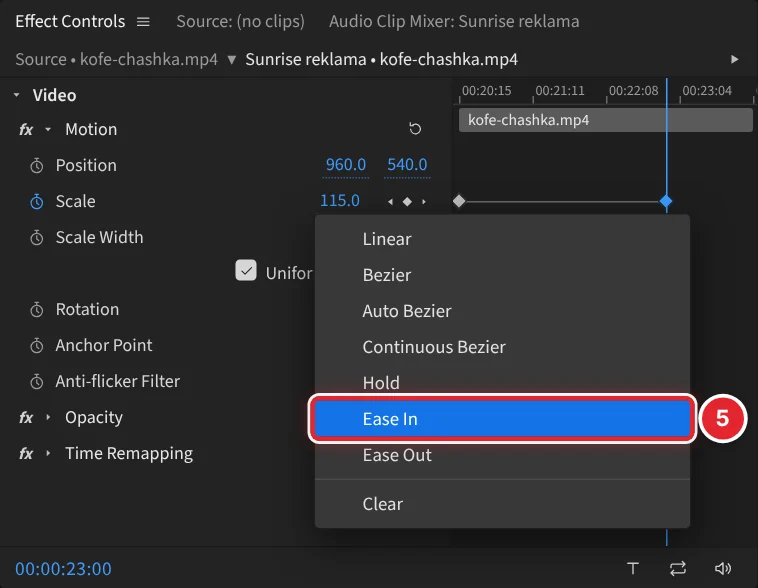 Effect Controls Source: (no clips) Audio Clip Mixer: Sunrise reklama
Source • kofe-chashka.mp4 Sunrise reklama • kofe-chashka.mp4
Video 00:20:15 00:21:11 00:22:08 00:23:04
fx Motion kofe-chashka.mp4
Position 960.0 540.0
Scale 115.0
Scale Width
Linear
Bezier
Unifor
Rotation Auto Bezier
Anchor Point Continuous Bezier
Anti-flicker Filter Hold
fx Opacity Ease In 5
fx Time Remapping Ease Out
Clear
00:00:23:00